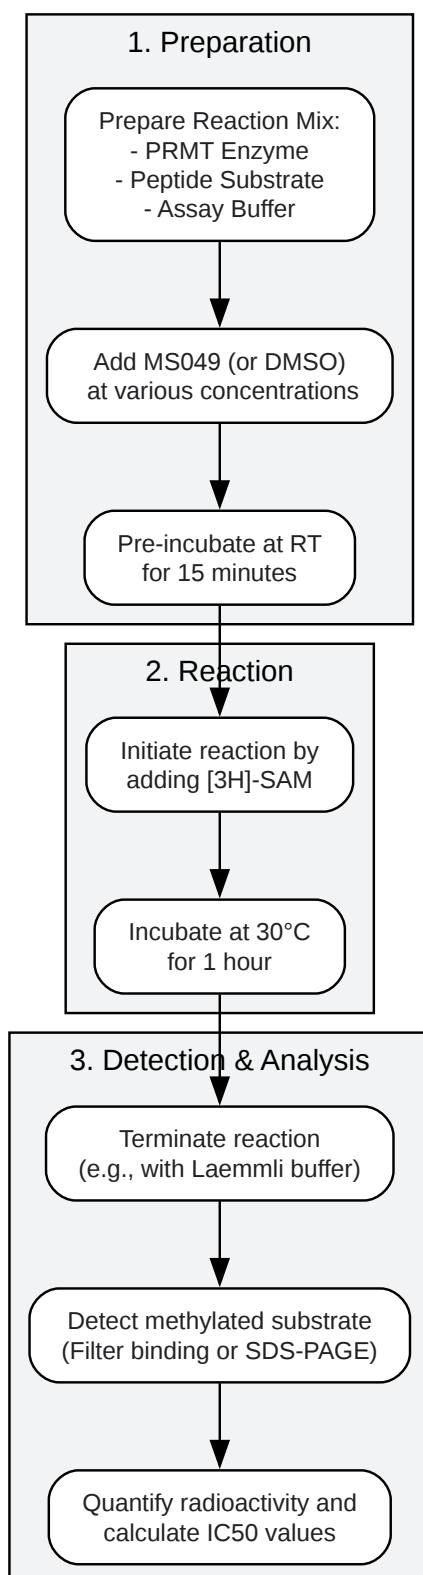 1. Preparation
Prepare Reaction Mix:
- PRMT Enzyme
- Peptide Substrate
- Assay Buffer
Add MS049 (or DMSO)
at various concentrations
Pre-incubate at RT
for 15 minutes
2. Reaction
Initiate reaction by
adding [3H]-SAM
Incubate at 30°C
for 1 hour
3. Detection & Analysis
Terminate reaction
(e.g., with Laemmli buffer)
Detect methylated substrate
(Filter binding or SDS-PAGE)
Quantify radioactivity and
calculate IC50 values